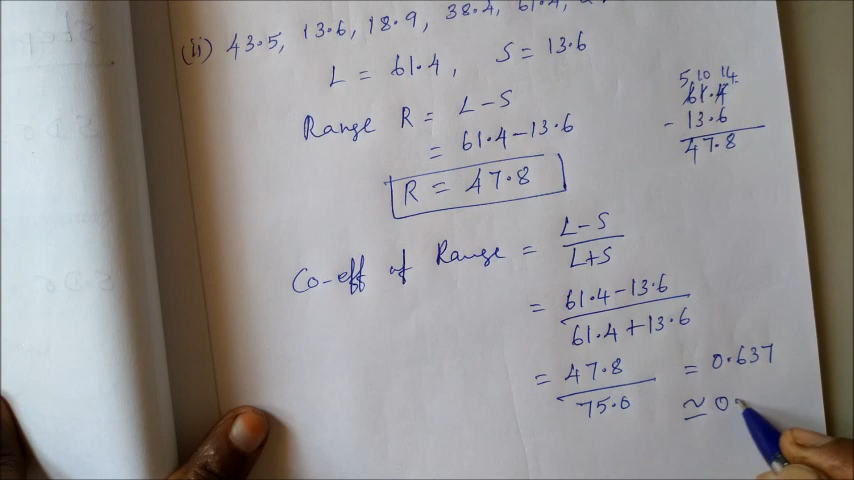 (ii) 43.5, 13.6, 18.9, 38.4, 61.4,
L = 61.4, S = 13.6
Range R = L-S
= 61.4-13.6
R = 47.8
5 10 14
61.4
- 13.6
47.8
Co-eff of Range = L-S
L+S
= 61.4-13.6
61.4+13.6
= 47.8 = 0.637
75.0 ≃ 0.